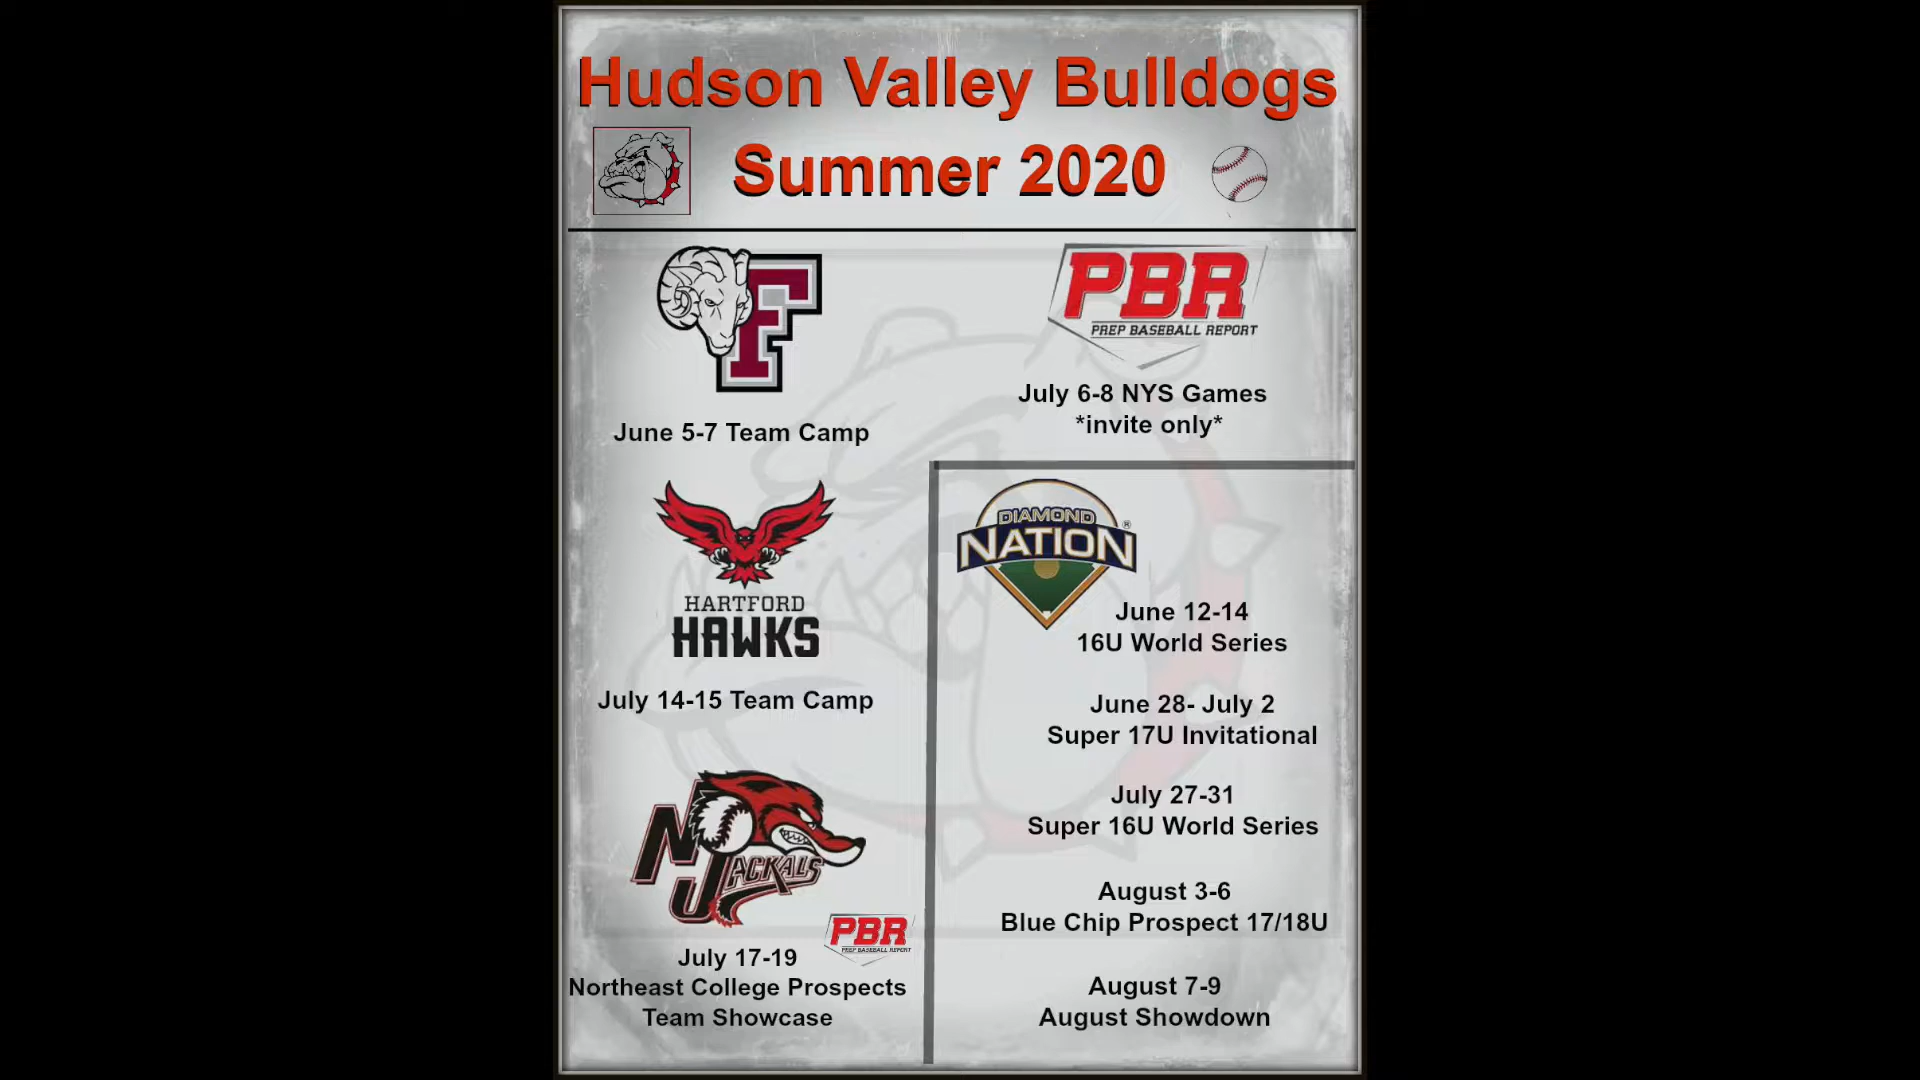 Hudson Valley Bulldogs
Summer 2020
F
June 5-7 Team Camp
PBR
PREP BASEBALL REPORT
July 6-8 NYS Games
*invite only*
HARTFORD
HAWKS
July 14-15 Team Camp
NJ JACKALS
PBR
PREP BASEBALL REPORT
July 17-19
Northeast College Prospects
Team Showcase
DIAMOND
NATION®
June 12-14
16U World Series
June 28- July 2
Super 17U Invitational
July 27-31
Super 16U World Series
August 3-6
Blue Chip Prospect 17/18U
August 7-9
August Showdown